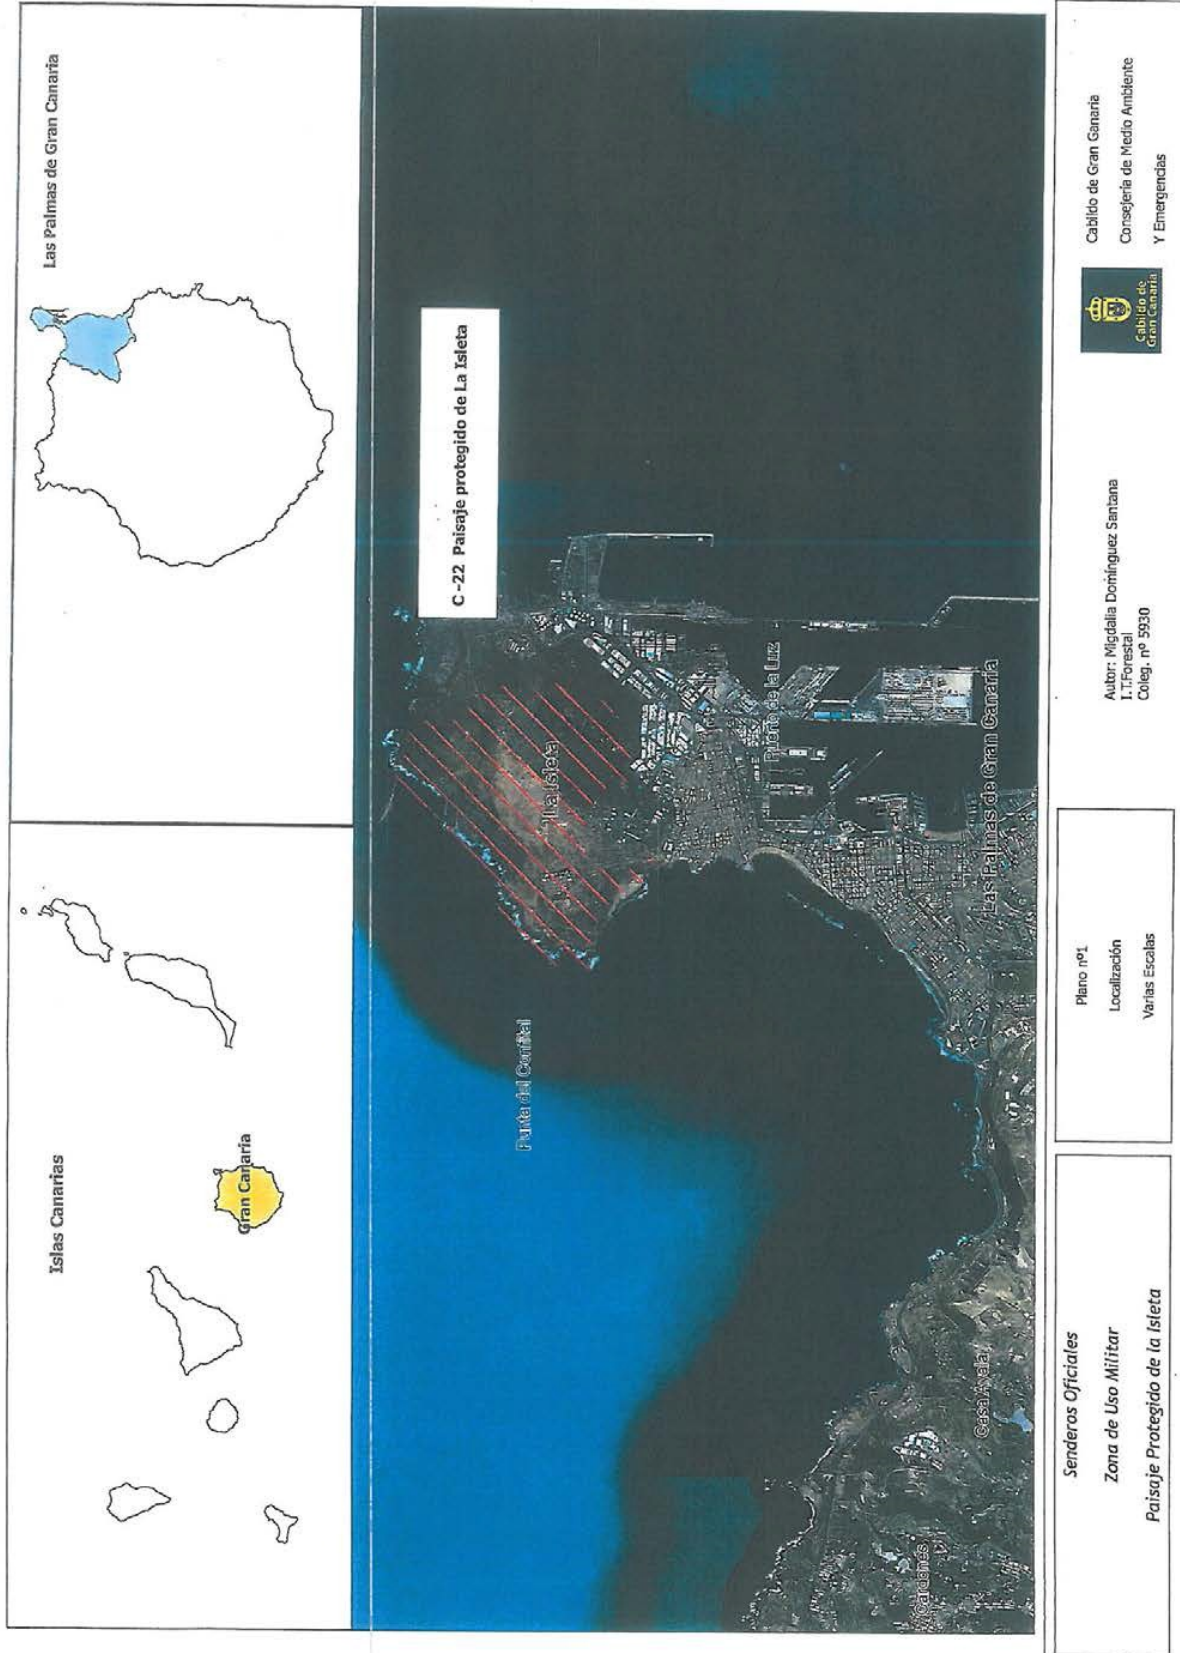 Islas Canarias
Gran Canaria
Las Palmas de Gran Canaria
C-22 Paisaje protegido de La Isleta
Punta del Confital
La Isleta
Puerto de la Luz
Las Palmas de Gran Canaria
Casa Ayala
Cardones
Senderos Oficiales
Zona de Uso Militar
Paisaje Protegido de la Isleta
Plano nº1
Localización
Varias Escalas
Autor: Migdalia Domínguez Santana
I.T.Forestal
Coleg. nº 5930
Cabildo de
Gran Canaria
Cabildo de Gran Ganaria
Consejería de Medio Ambiente
Y Emergencias